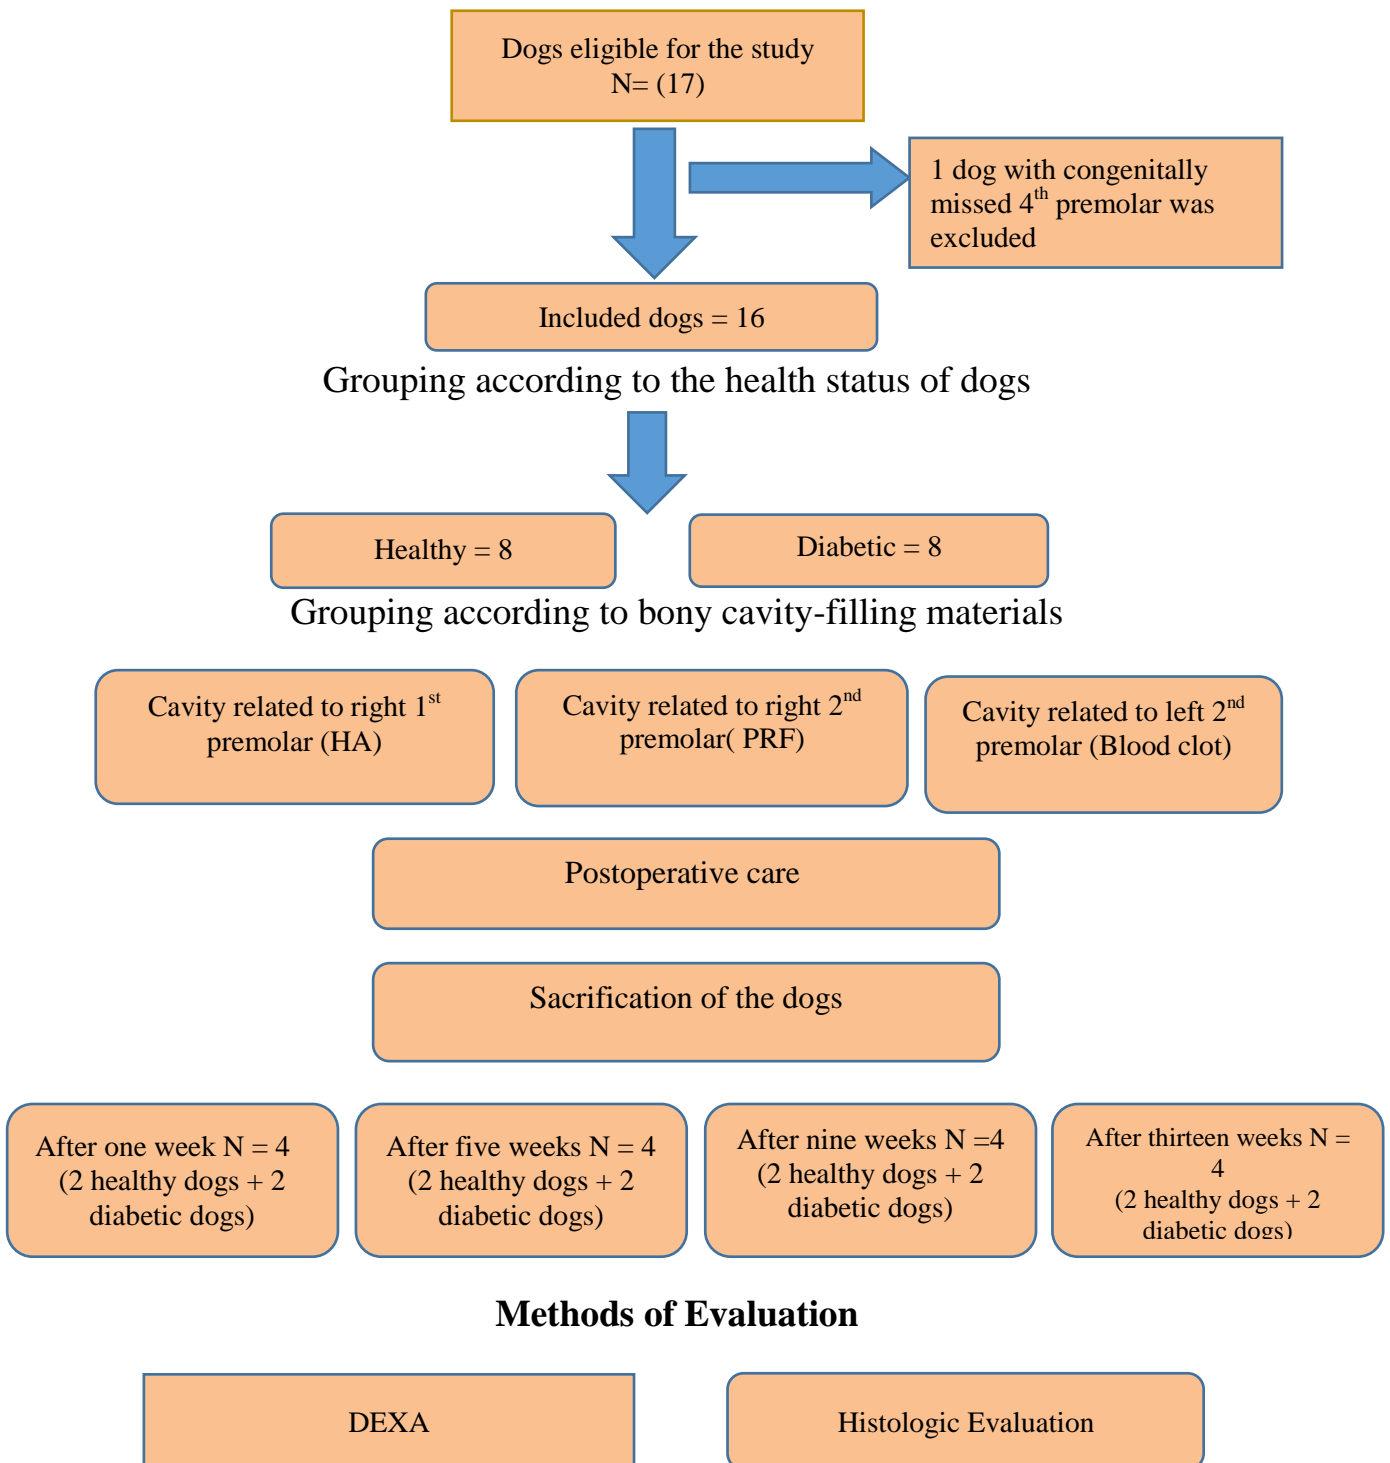 Dogs eligible for the study
N= (17)
1 dog with congenitally
missed 4th premolar was
excluded
Included dogs = 16
Grouping according to the health status of dogs
Healthy = 8
Diabetic = 8
Grouping according to bony cavity-filling materials
Cavity related to right 1st
premolar (HA)
Cavity related to right 2nd
premolar( PRF)
Cavity related to left 2nd
premolar (Blood clot)
Postoperative care
Sacrification of the dogs
After one week N = 4
(2 healthy dogs + 2
diabetic dogs)
After five weeks N = 4
(2 healthy dogs + 2
diabetic dogs)
After nine weeks N =4
(2 healthy dogs + 2
diabetic dogs)
After thirteen weeks N =
4
(2 healthy dogs + 2
diabetic dogs)
Methods of Evaluation
DEXA
Histologic Evaluation